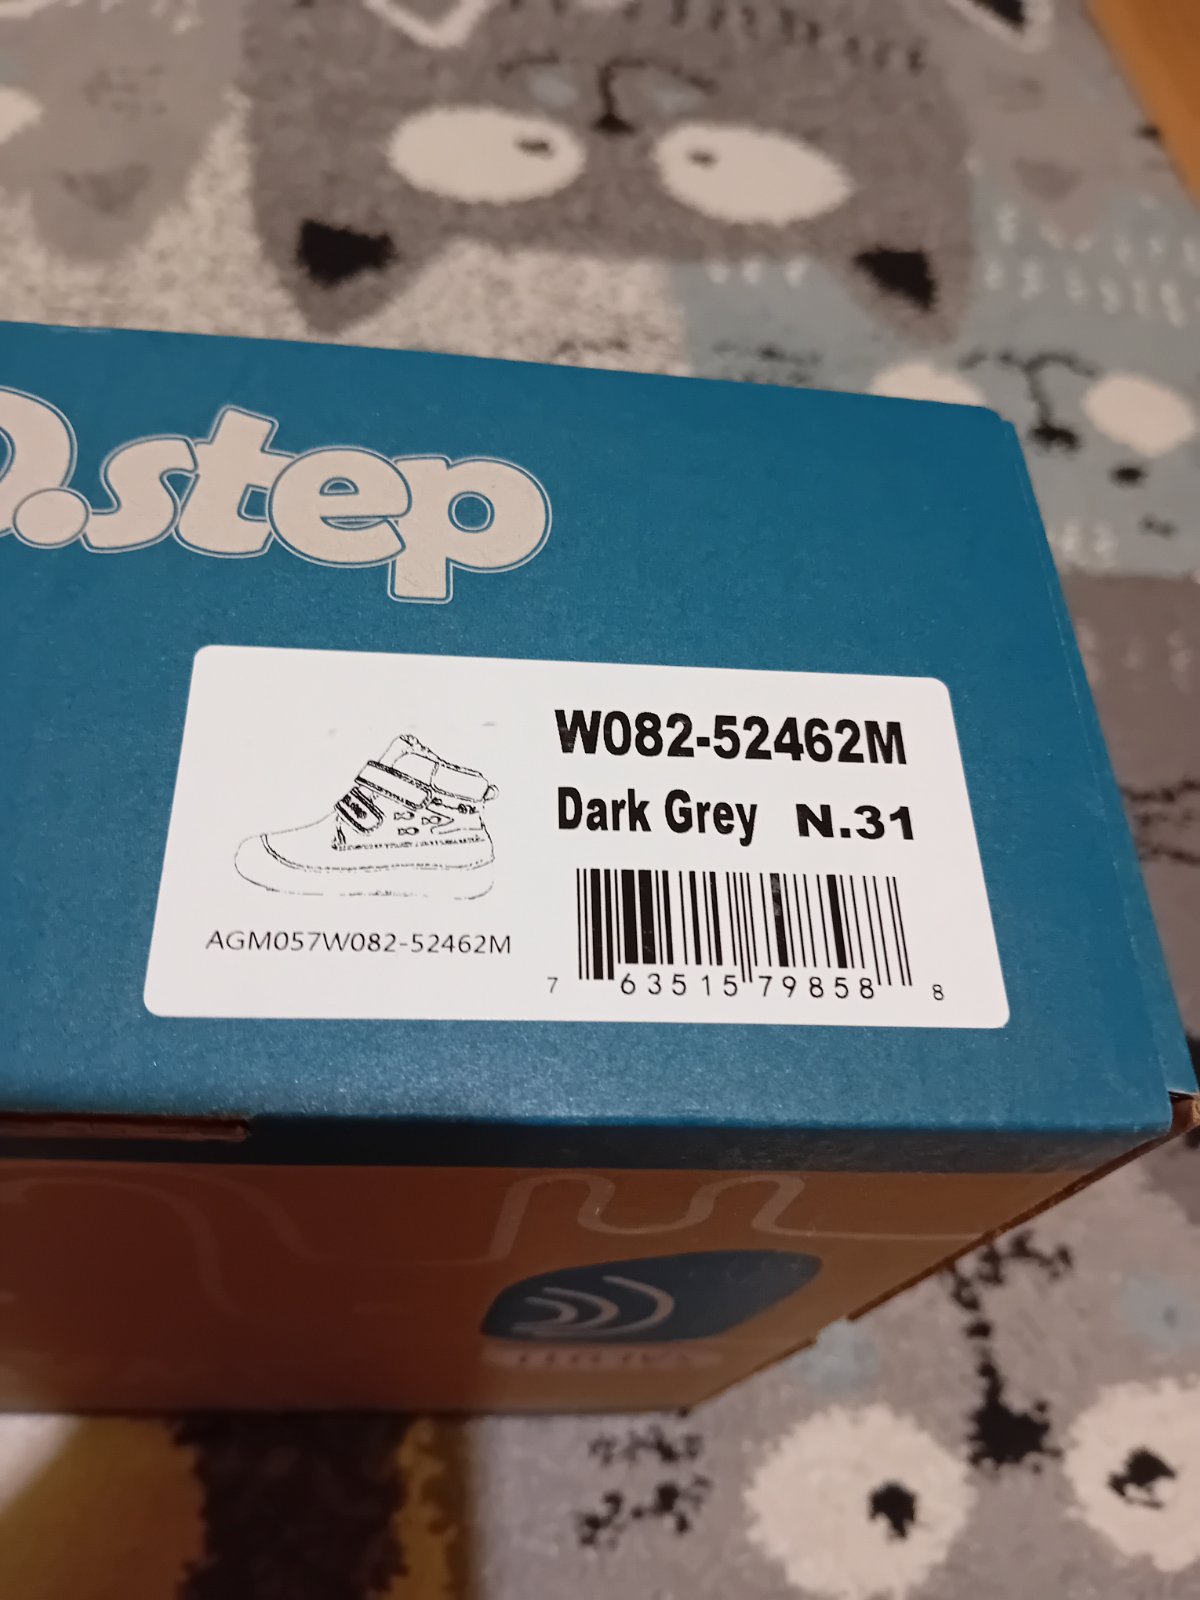 D.step
W082-52462M
Dark Grey N.31
AGM057W082-52462M
7 63515 79858 8